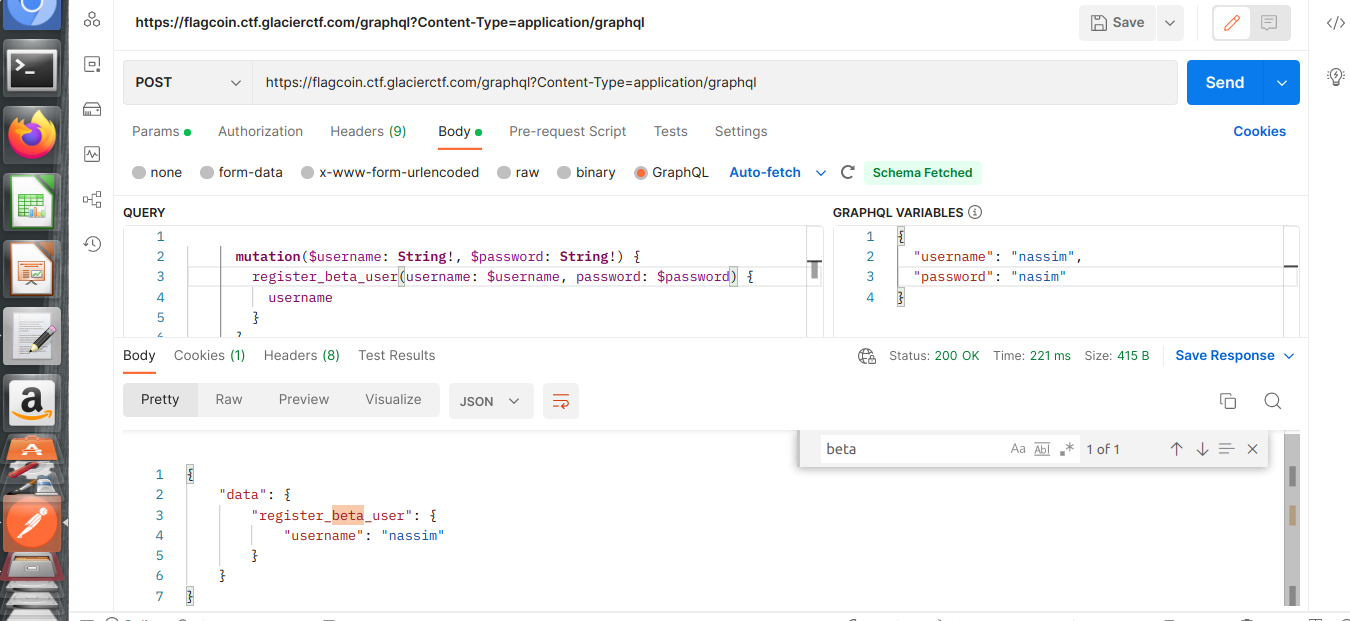 https://flagcoin.ctf.glacierctf.com/graphql?Content-Type=application/graphql
Save
</>
POST
https://flagcoin.ctf.glacierctf.com/graphql?Content-Type=application/graphql
Send
Params
Authorization
Headers (9)
Body
Pre-request Script
Tests
Settings
Cookies
none
form-data
x-www-form-urlencoded
raw
binary
GraphQL
Auto-fetch
Schema Fetched
QUERY
1
2 mutation($username: String!, $password: String!) {
3 register_beta_user(username: $username, password: $password) {
4 username
5 }
6 }
GRAPHQL VARIABLES
1 {
2 "username": "nassim",
3 "password": "nasim"
4 }
Body
Cookies (1)
Headers (8)
Test Results
Status: 200 OK
Time: 221 ms
Size: 415 B
Save Response
Pretty
Raw
Preview
Visualize
JSON
beta
Aa
Abl
.*
1 of 1
1 {
2 "data": {
3 "register_beta_user": {
4 "username": "nassim"
5 }
6 }
7 }
a